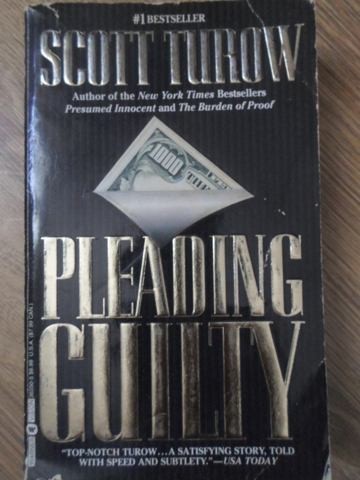 #1 BESTSELLER
SCOTT TUROW
Author of the New York Times Bestsellers
Presumed Innocent and The Burden of Proof
1000
PLEADING
GUILTY
"TOP-NOTCH TUROW...A SATISFYING STORY, TOLD
WITH SPEED AND SUBTLETY."—USA TODAY